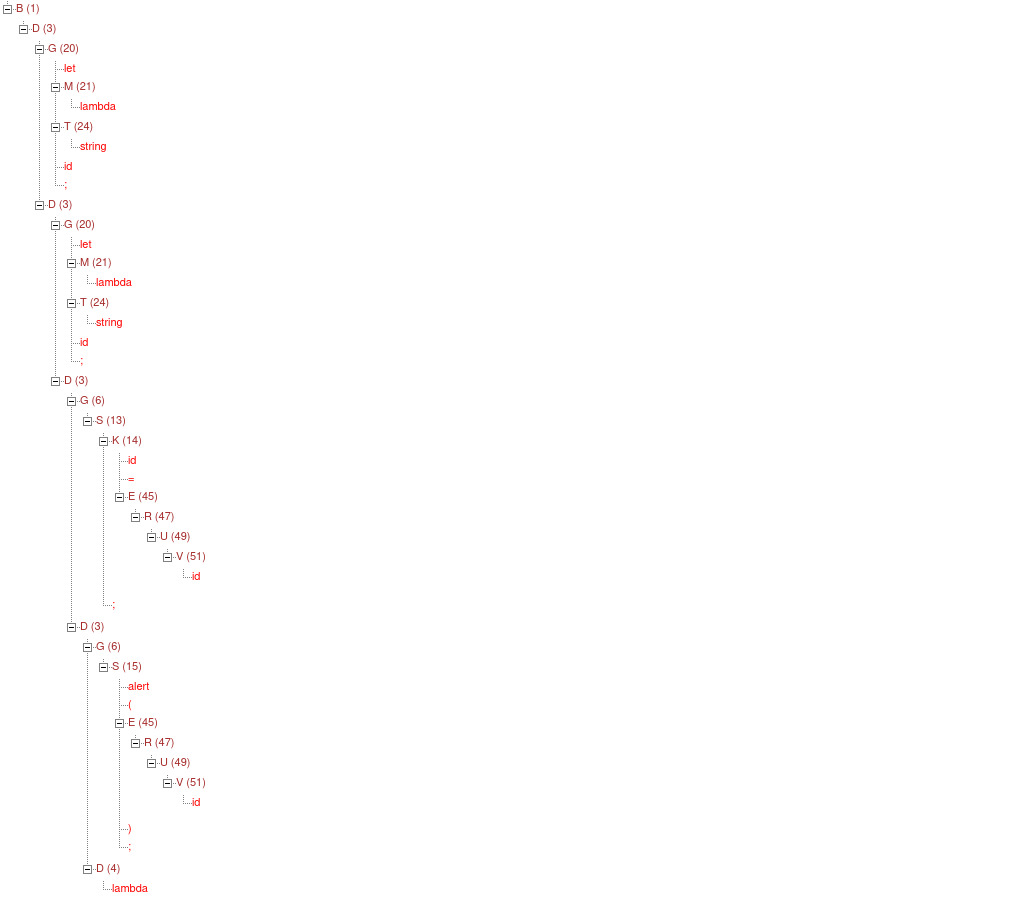 B (1)
D (3)
G (20)
let
M (21)
lambda
T (24)
string
id
;
D (3)
G (20)
let
M (21)
lambda
T (24)
string
id
;
D (3)
G (6)
S (13)
K (14)
id
=
E (45)
R (47)
U (49)
V (51)
id
;
D (3)
G (6)
S (15)
alert
(
E (45)
R (47)
U (49)
V (51)
id
)
;
D (4)
lambda